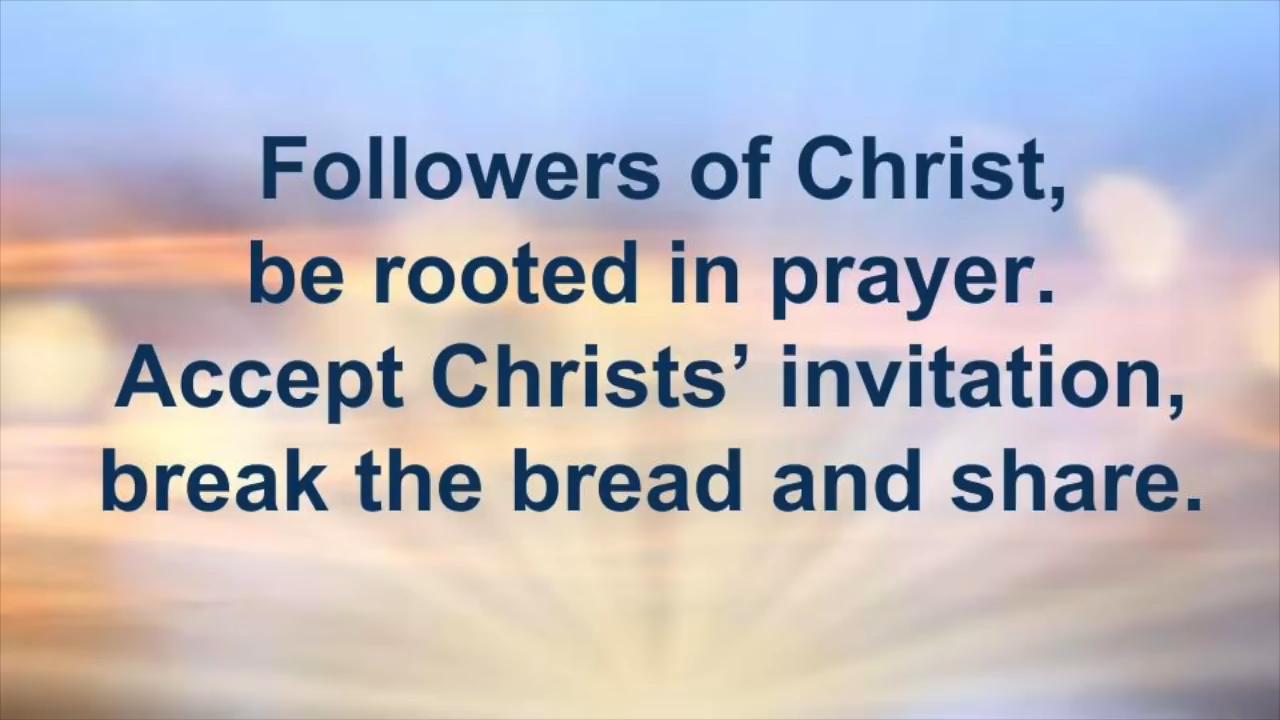 Followers of Christ,
be rooted in prayer.
Accept Christs’ invitation,
break the bread and share.